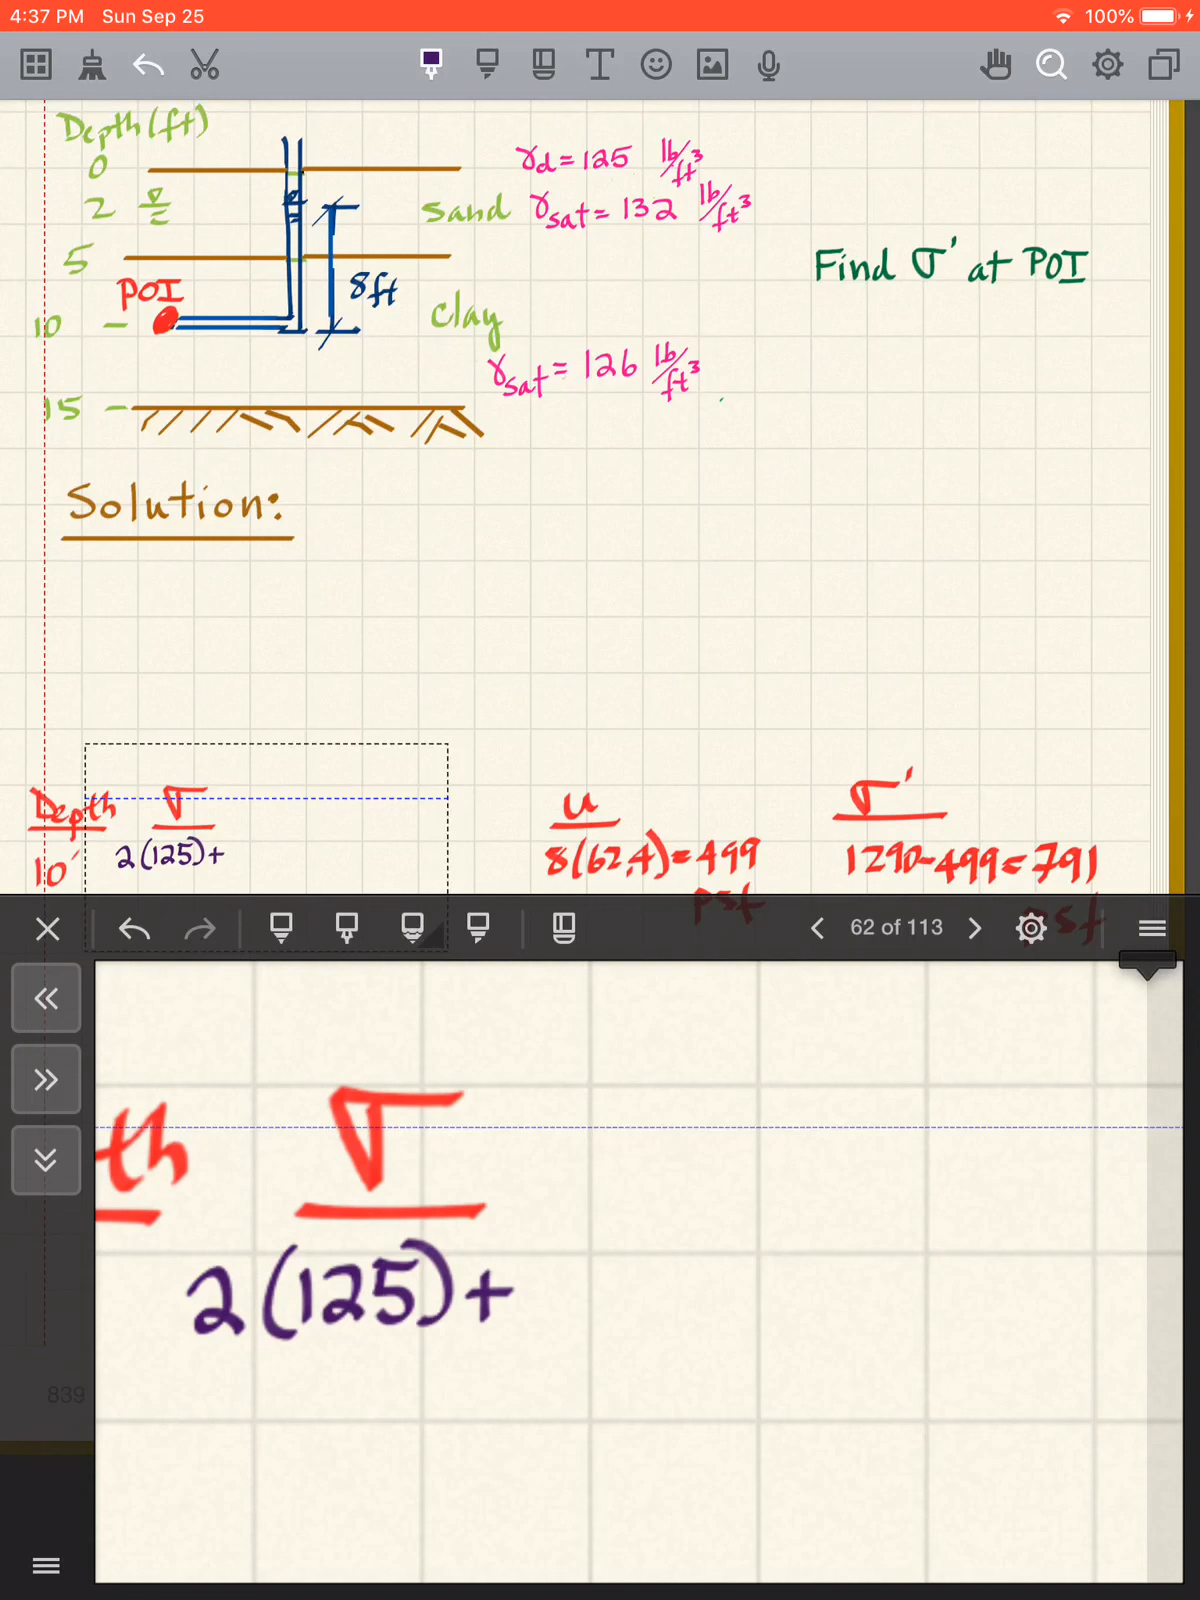 4:37 PM Sun Sep 25
100%
Depth (ft)
0
2
5
10
15
POI
8ft
γd = 125 lb/ft³
Sand γsat = 132 lb/ft³
clay
γsat = 126 lb/ft³
Find σ' at POI
Solution:
Depth σ u σ'
10' 2(125)+ 8(62.4)=499 psf 1290-499=791 psf
62 of 113
th σ
2(125)+
839